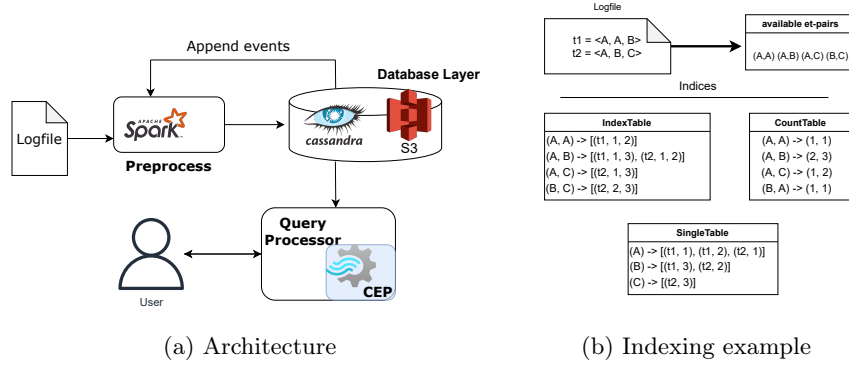 Append events
Database Layer
Logfile
APACHE
Spark
Preprocess
cassandra
S3
Query
Processor
CEP
User
(a) Architecture
Logfile
t1 = <A, A, B>
t2 = <A, B, C>
available et-pairs
(A,A) (A,B) (A,C) (B,C)
Indices
IndexTable
(A, A) -> [(t1, 1, 2)]
(A, B) -> [(t1, 1, 3), (t2, 1, 2)]
(A, C) -> [(t2, 1, 3)]
(B, C) -> [(t2, 2, 3)]
CountTable
(A, A) -> (1, 1)
(A, B) -> (2, 3)
(A, C) -> (1, 2)
(B, A) -> (1, 1)
SingleTable
(A) -> [(t1, 1), (t1, 2), (t2, 1)]
(B) -> [(t1, 3), (t2, 2)]
(C) -> [(t2, 3)]
(b) Indexing example